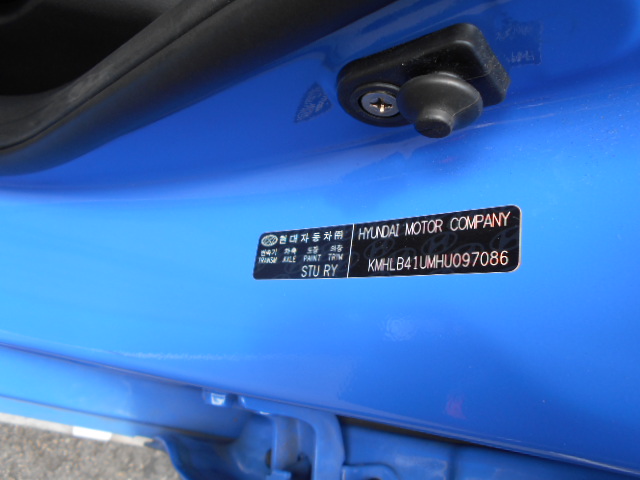 현대자동차㈜
변속기 차축 도장 의장
TRANSM AXLE PAINT TRIM
STU RY
HYUNDAI MOTOR COMPANY
KMHLB41UMHU097086